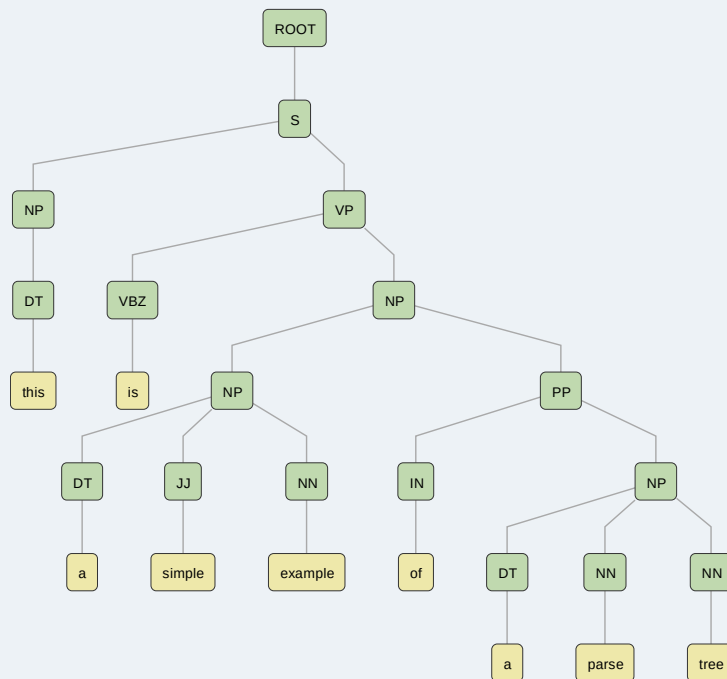 ROOT
S
NP VP
DT VBZ NP
this is NP PP
DT JJ NN IN NP
a simple example of DT NN NN
a parse tree